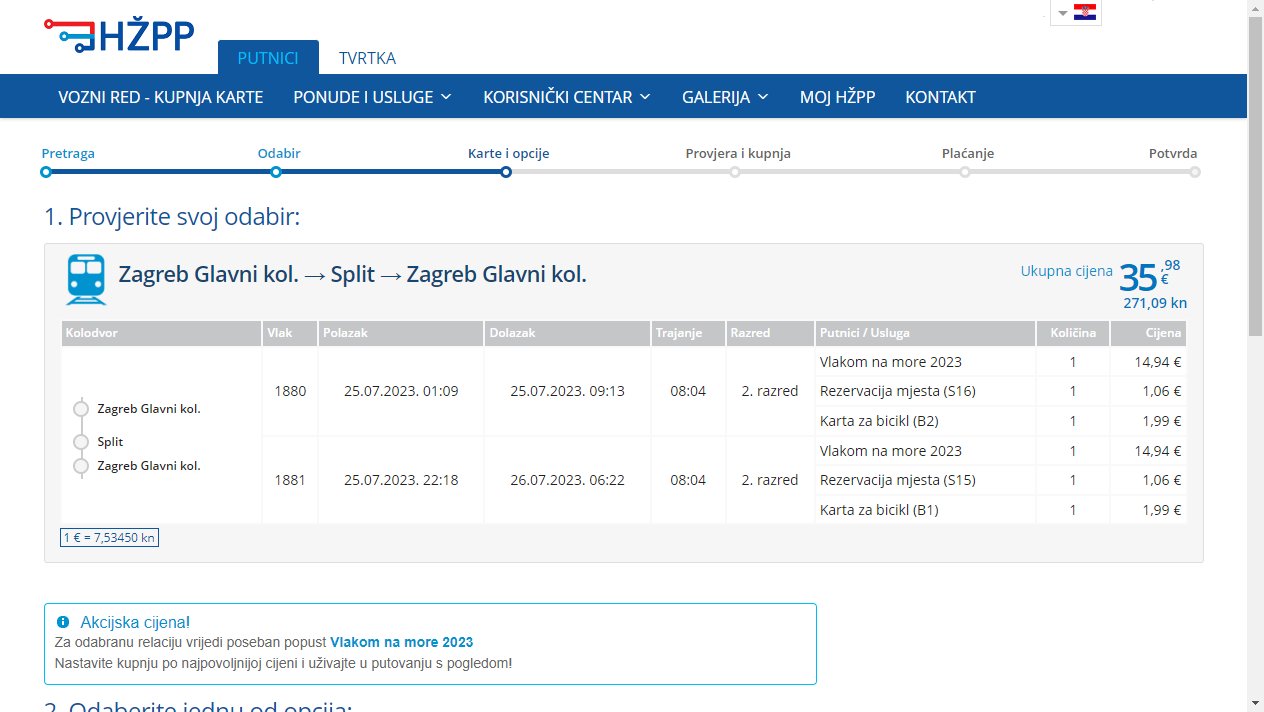 HŽPP
PUTNICI
TVRTKA
VOZNI RED - KUPNJA KARTE PONUDE I USLUGE KORISNIČKI CENTAR GALERIJA MOJ HŽPP KONTAKT
Pretraga Odabir Karte i opcije Provjera i kupnja Plaćanje Potvrda
1. Provjerite svoj odabir:
Zagreb Glavni kol. → Split → Zagreb Glavni kol.
Ukupna cijena 35,98 €
271,09 kn
Kolodvor Vlak Polazak Dolazak Trajanje Razred Putnici / Usluga Količina Cijena
Zagreb Glavni kol.
Split
Zagreb Glavni kol.
1880 25.07.2023. 01:09 25.07.2023. 09:13 08:04 2. razred
Vlakom na more 2023 1 14,94 €
Rezervacija mjesta (S16) 1 1,06 €
Karta za bicikl (B2) 1 1,99 €
1881 25.07.2023. 22:18 26.07.2023. 06:22 08:04 2. razred
Vlakom na more 2023 1 14,94 €
Rezervacija mjesta (S15) 1 1,06 €
Karta za bicikl (B1) 1 1,99 €
1 € = 7,53450 kn
Akcijska cijena!
Za odabranu relaciju vrijedi poseban popust Vlakom na more 2023
Nastavite kupnju po najpovoljnijoj cijeni i uživajte u putovanju s pogledom!
2. Odaberite jednu od opcija: